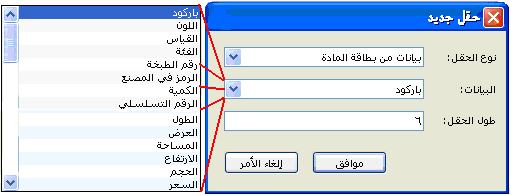 حقل جديد
نوع الحقل:
بيانات من بطاقة المادة
البيانات:
باركود
طول الحقل:
٦
موافق
إلغاء الأمر
باركود
اللون
القياس
الفئة
رقم الطبخة
الرمز في المصنع
الكمية
الرقم التسلسلي
الطول
العرض
المساحة
الارتفاع
الحجم
السعر